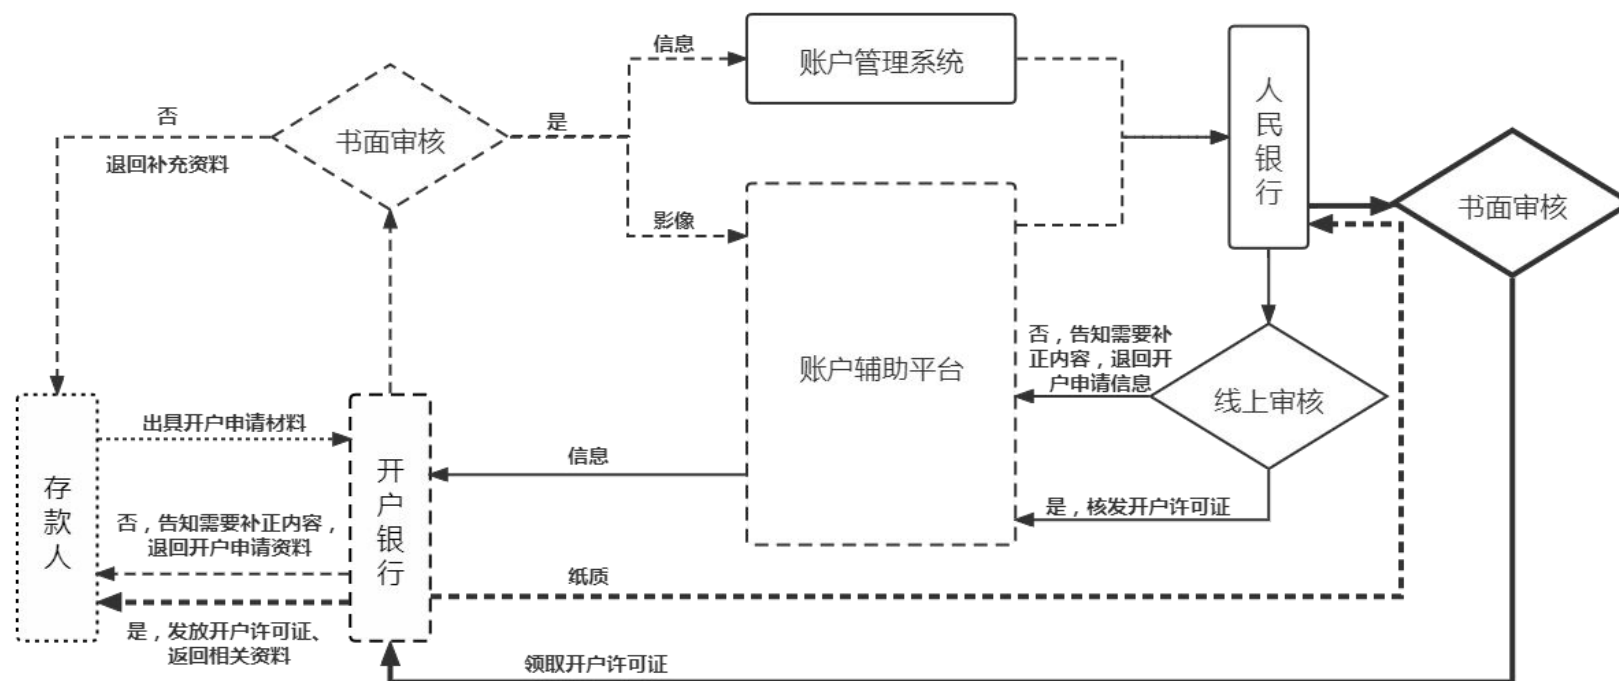 信息
账户管理系统
人民银行
否
书面审核
是
退回补充资料
书面审核
影像
否，告知需要补
正内容，退回开
户申请信息
账户辅助平台
线上审核
出具开户申请材料
信息
存款人
开户银行
是，核发开户许可证
否，告知需要补正内容，
退回开户申请资料
纸质
是，发放开户许可证、
返回相关资料
领取开户许可证